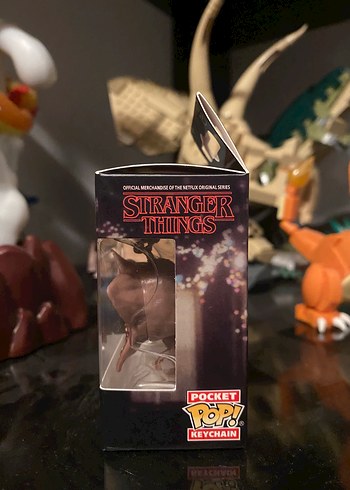 OFFICIAL MERCHANDISE OF THE NETFLIX ORIGINAL SERIES
STRANGER
THINGS
POCKET
POP!
KEYCHAIN